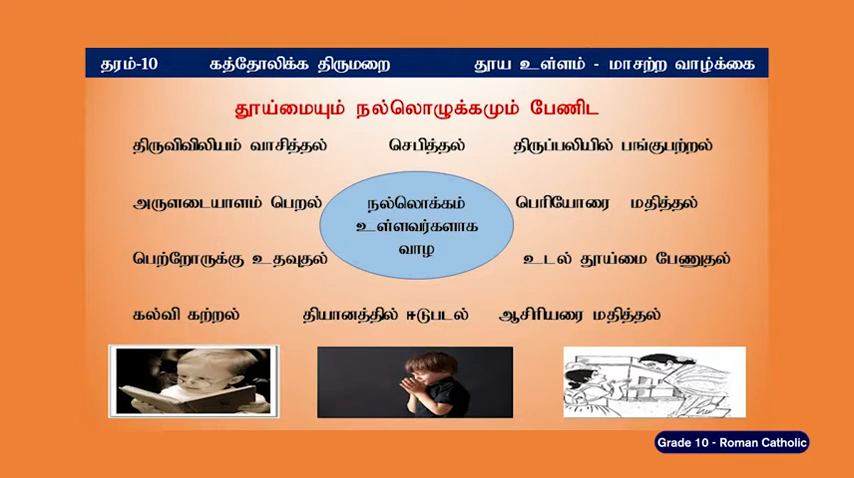 தரம்-10 கத்தோலிக்க திருமறை தூய உள்ளம் - மாசற்ற வாழ்க்கை
தூய்மையும் நல்லொழுக்கமும் பேணிட
திருவிவிலியம் வாசித்தல் செபித்தல் திருப்பலியில் பங்குபற்றல்
அருளடையாளம் பெறல் பெரியோரை மதித்தல்
நல்லொக்கம்
உள்ளவர்களாக
வாழ
பெற்றோருக்கு உதவுதல் உடல் தூய்மை பேணுதல்
கல்வி கற்றல் தியானத்தில் ஈடுபடல் ஆசிரியரை மதித்தல்
Grade 10 - Roman Catholic